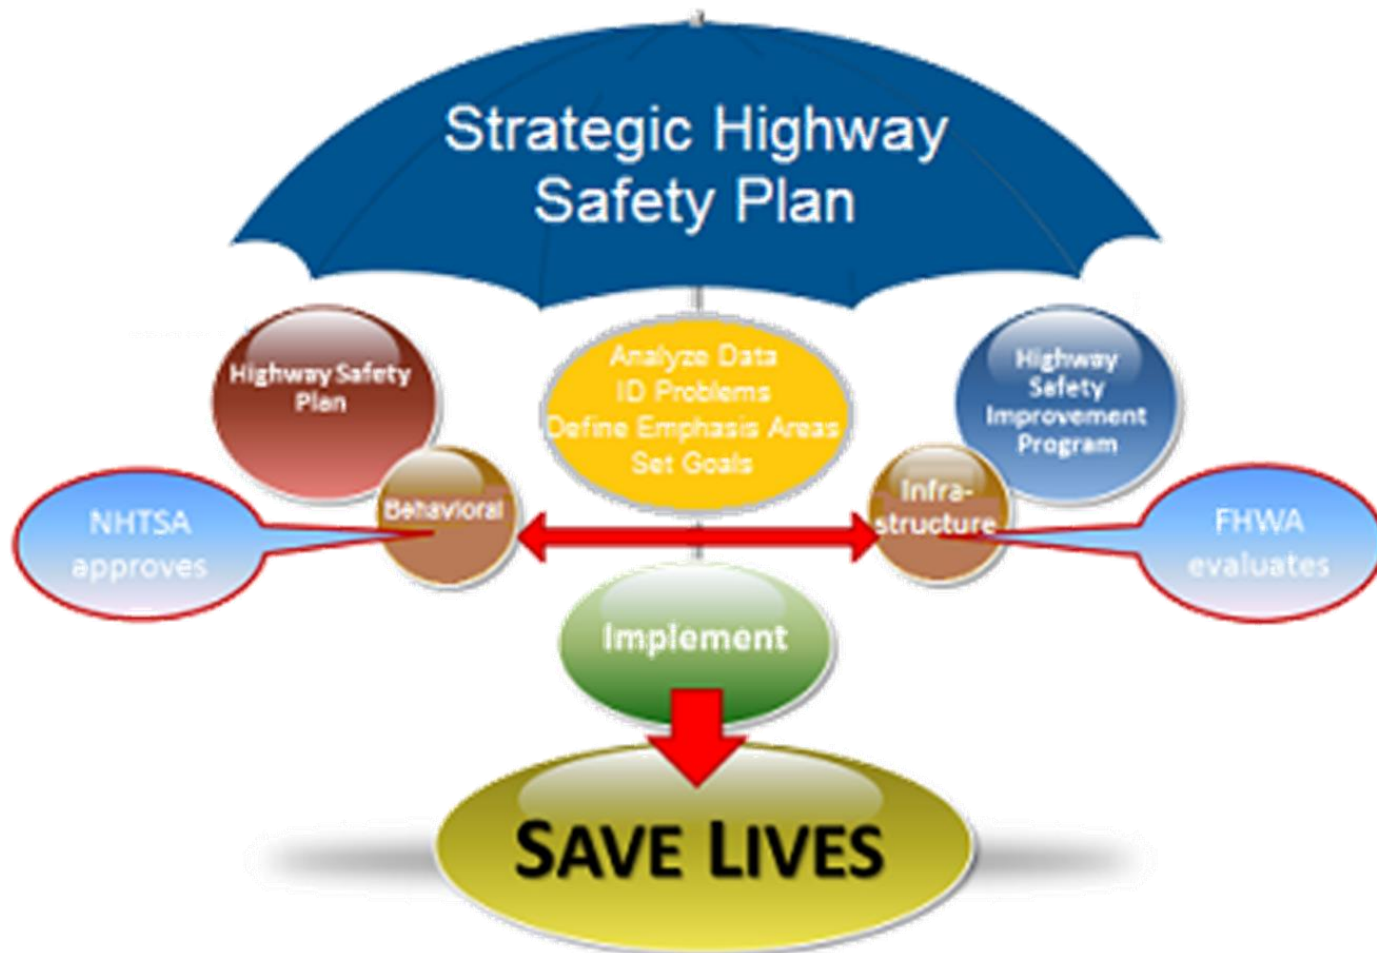 Strategic Highway
Safety Plan
Highway Safety
Plan
Analyze Data
ID Problems
Define Emphasis Areas
Set Goals
Highway
Safety
Improvement
Program
NHTSA
approves
Behavioral
Infra-
structure
FHWA
evaluates
Implement
SAVE LIVES